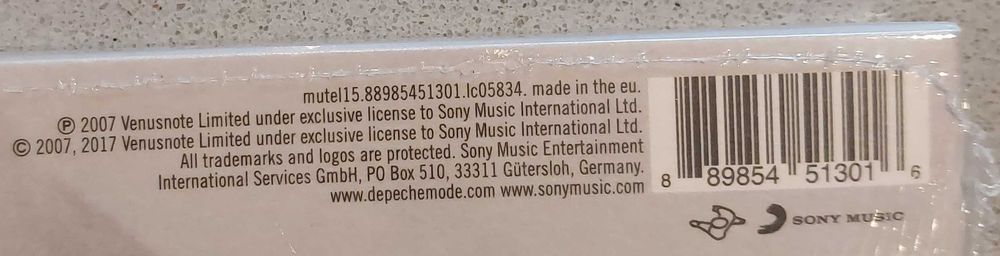 mutel15.88985451301.lc05834. made in the eu.
℗ 2007 Venusnote Limited under exclusive license to Sony Music International Ltd.
© 2007, 2017 Venusnote Limited under exclusive license to Sony Music International Ltd.
All trademarks and logos are protected. Sony Music Entertainment
International Services GmbH, PO Box 510, 33311 Gütersloh, Germany.
www.depechemode.com www.sonymusic.com
8 89854 51301 6
SONY MUSIC